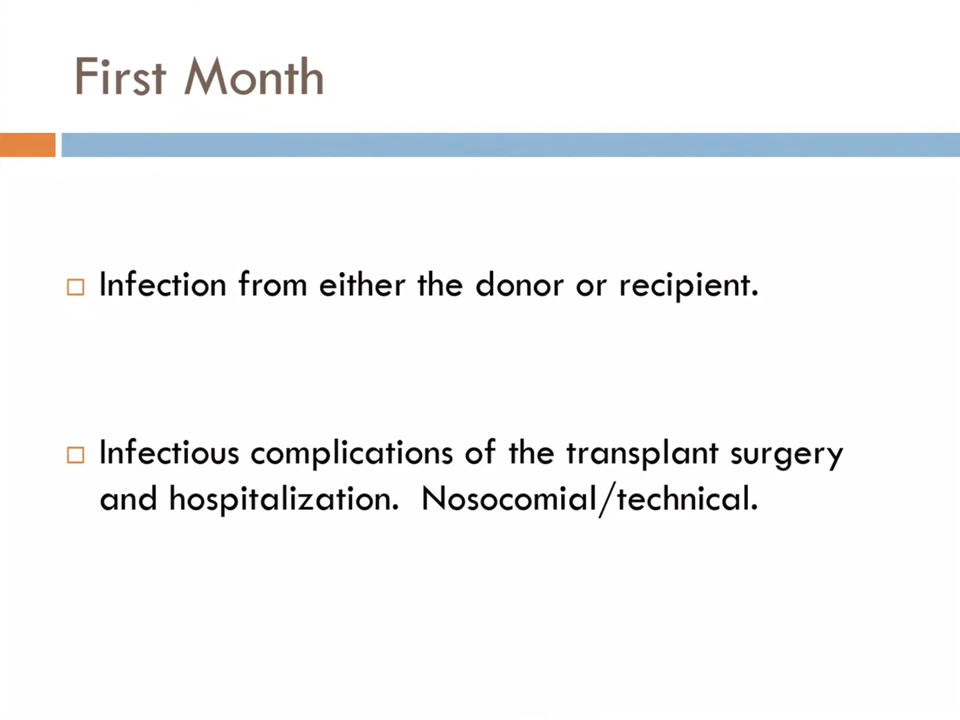 First Month
Infection from either the donor or recipient.
Infectious complications of the transplant surgery
and hospitalization.  Nosocomial/technical.